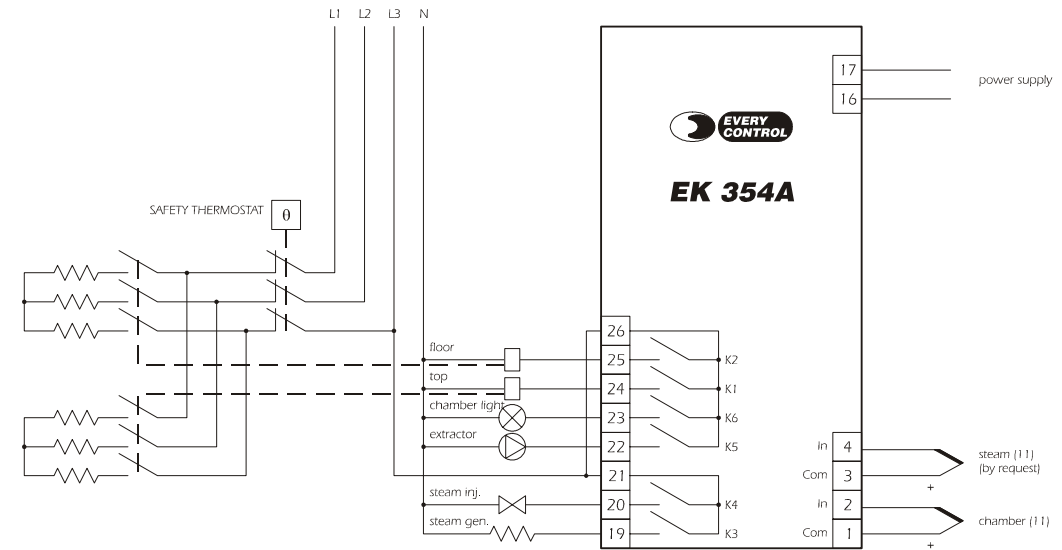 L1 L2 L3 N
17
power supply
16
EVERY
CONTROL
EK 354A
SAFETY THERMOSTAT θ
26
floor 25 K2
top 24 K1
chamber light 23 K6
extractor 22 K5
In 4
steam (11)
(by request)
21
Com 3
+
steam inj. 20 K4
In 2
chamber (11)
steam gen. 19 K3
Com 1
+